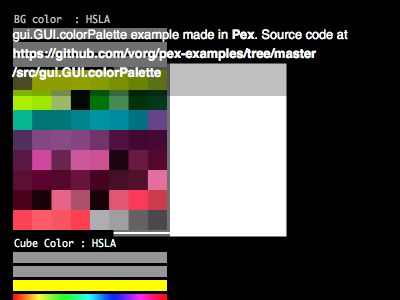 BG color : HSLA
gui.GUI.colorPalette example made in Pex. Source code at
https://github.com/vorg/pex-examples/tree/master
/src/gui.GUI.colorPalette
Cube Color : HSLA